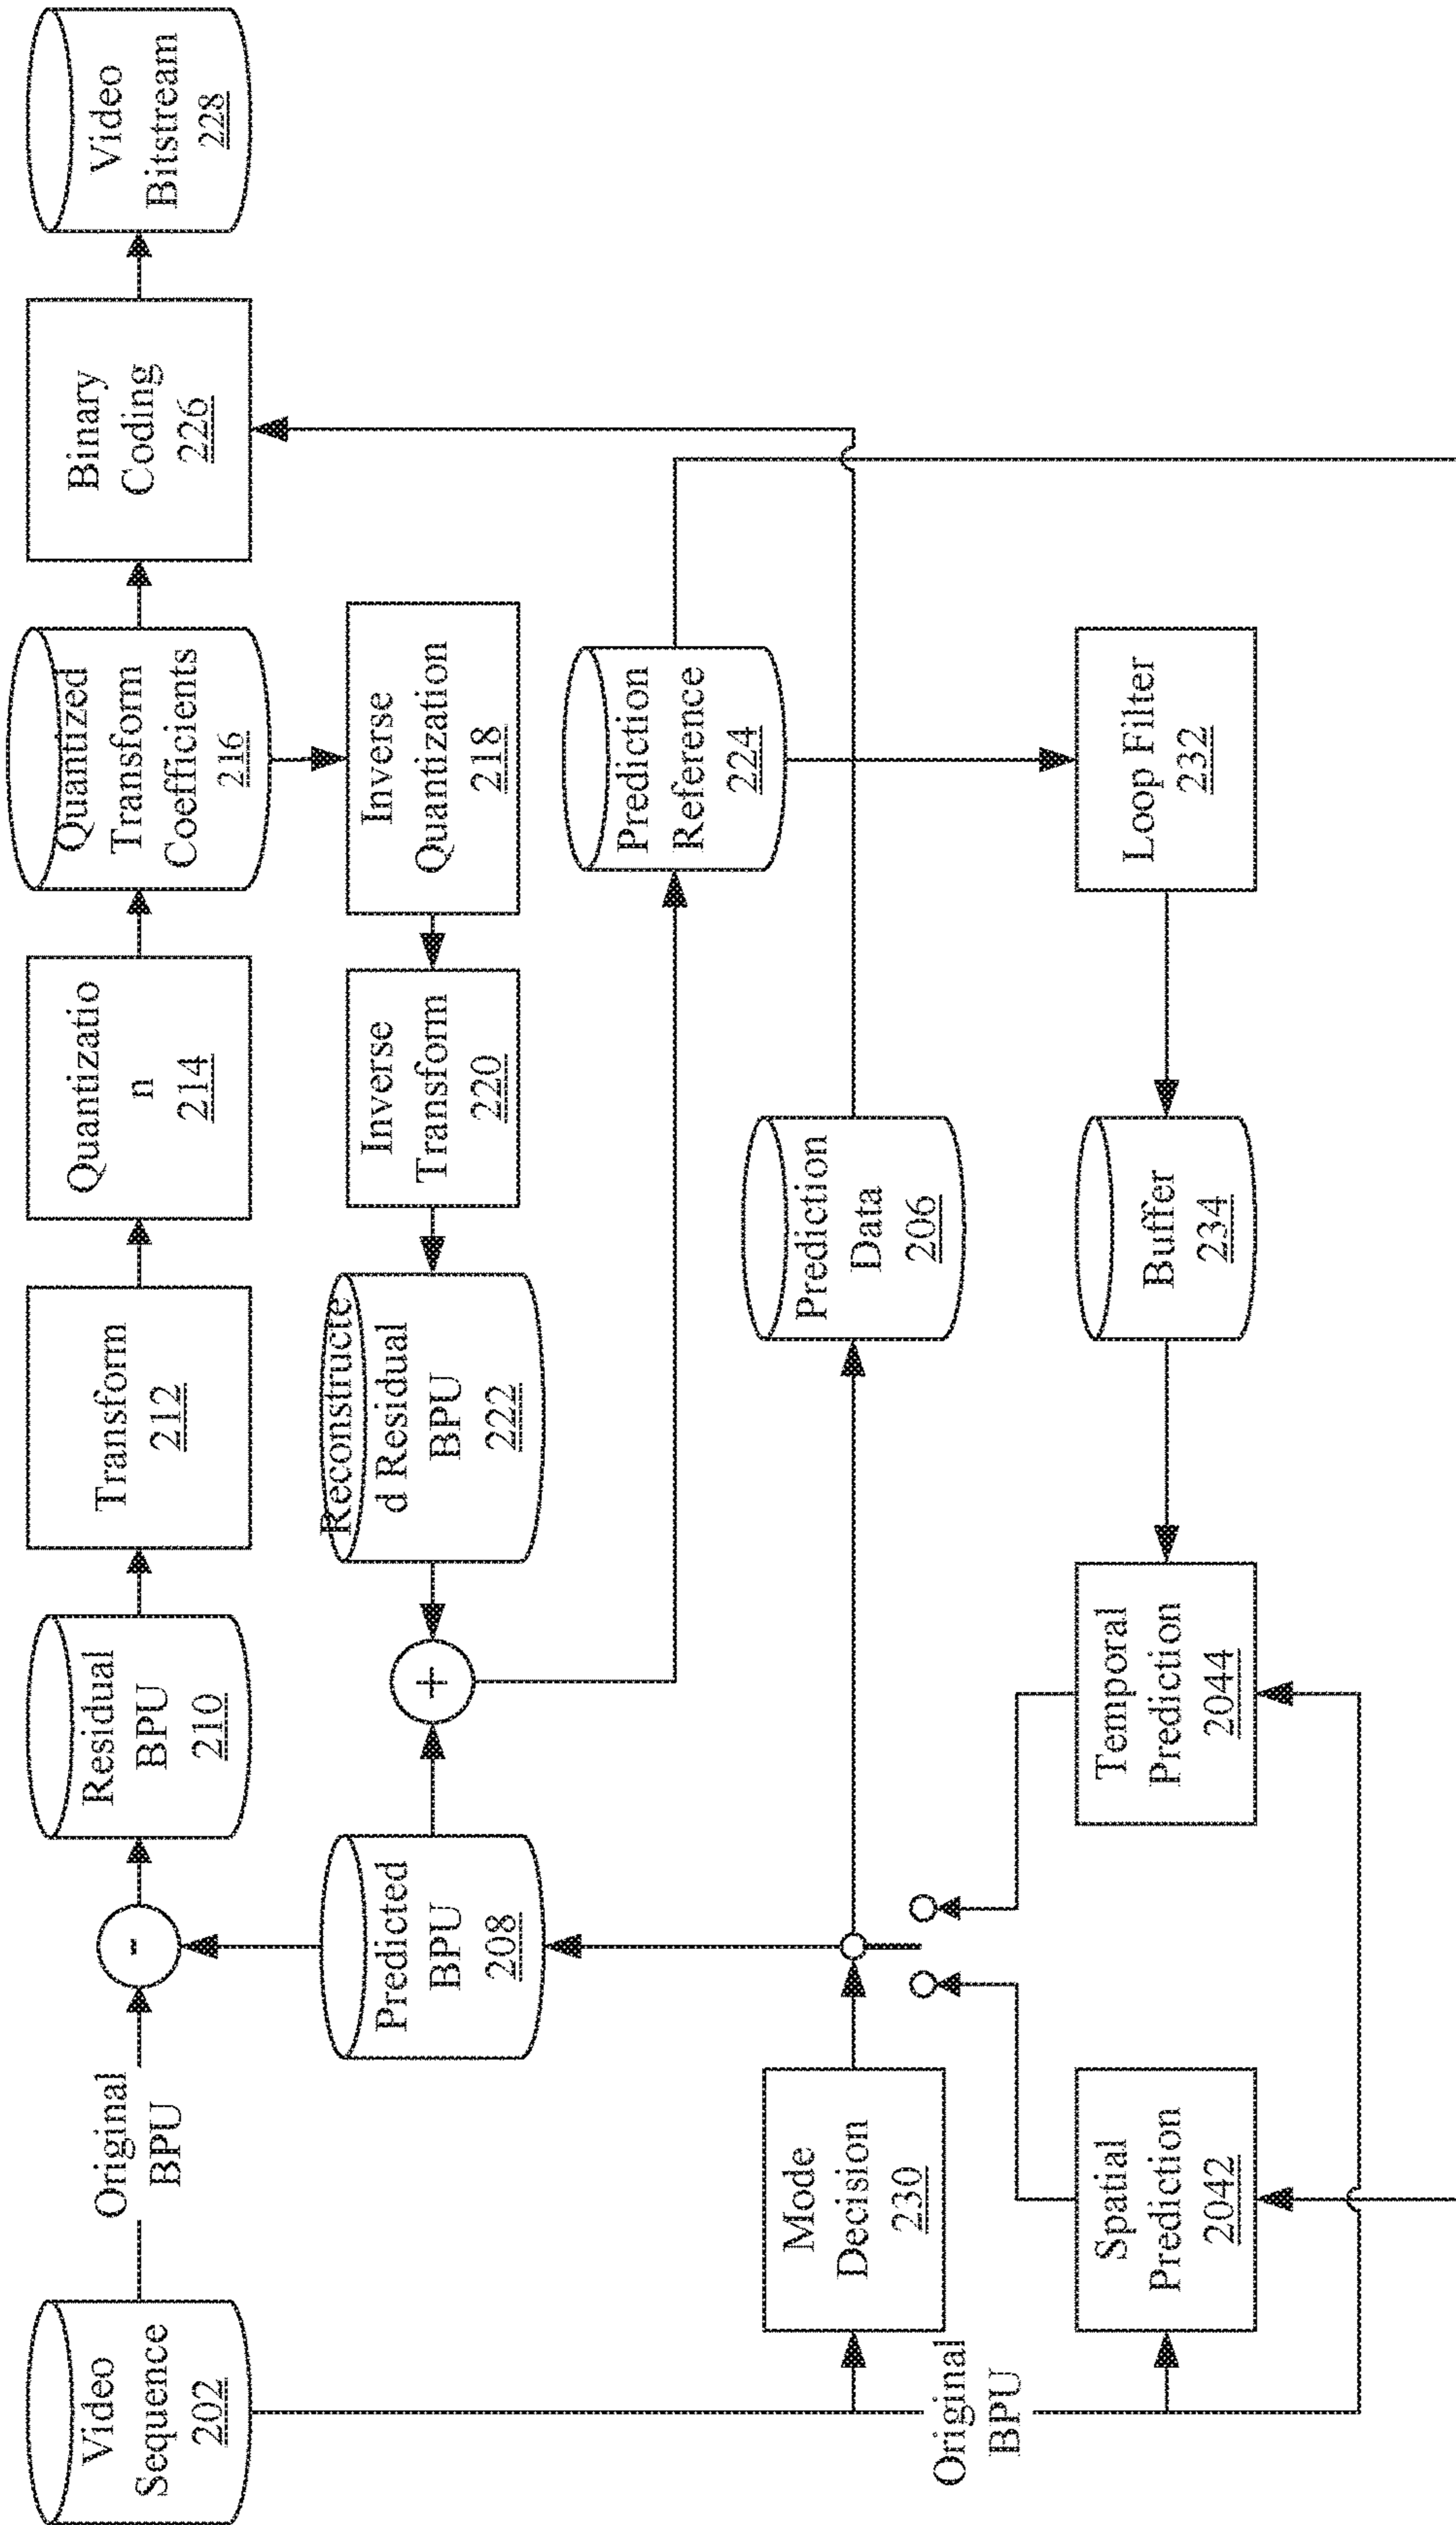 Video
Sequence
202
Original
BPU
-
Residual
BPU
210
Transform
212
Quantizatio
n
214
Quantized
Transform
Coefficients
216
Binary
Coding
226
Video
Bitstream
228
Predicted
BPU
208
+
Reconstructe
d Residual
BPU
222
Inverse
Transform
220
Inverse
Quantization
218
Prediction
Reference
224
Mode
Decision
230
Prediction
Data
206
Original
BPU
Spatial
Prediction
2042
Temporal
Prediction
2044
Buffer
234
Loop Filter
232